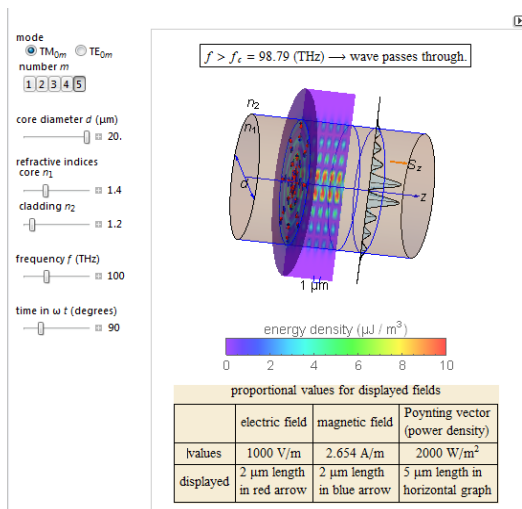 mode
TM0m TE0m
number m
1 2 3 4 5
core diameter d (μm)
20.
refractive indices
core n1
1.4
cladding n2
1.2
frequency f (THz)
100
time in ω t (degrees)
90
f > fc = 98.79 (THz) ⟶ wave passes through.
n2
n1
d
Sz
z
1 μm
energy density (μJ / m³)
0 2 4 6 8 10
proportional values for displayed fields
electric field magnetic field Poynting vector
(power density)
values 1000 V/m 2.654 A/m 2000 W/m²
displayed 2 μm length 2 μm length 5 μm length in
in red arrow in blue arrow horizontal graph